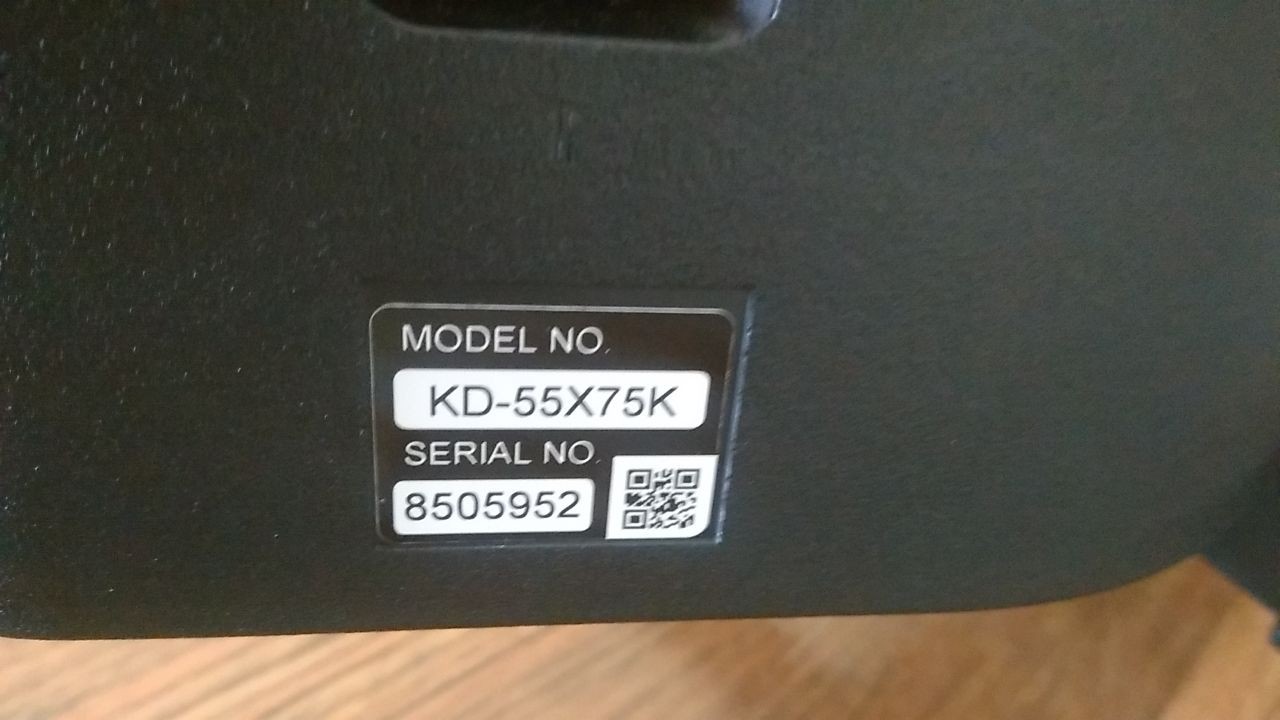 MODEL NO.
KD-55X75K
SERIAL NO.
8505952